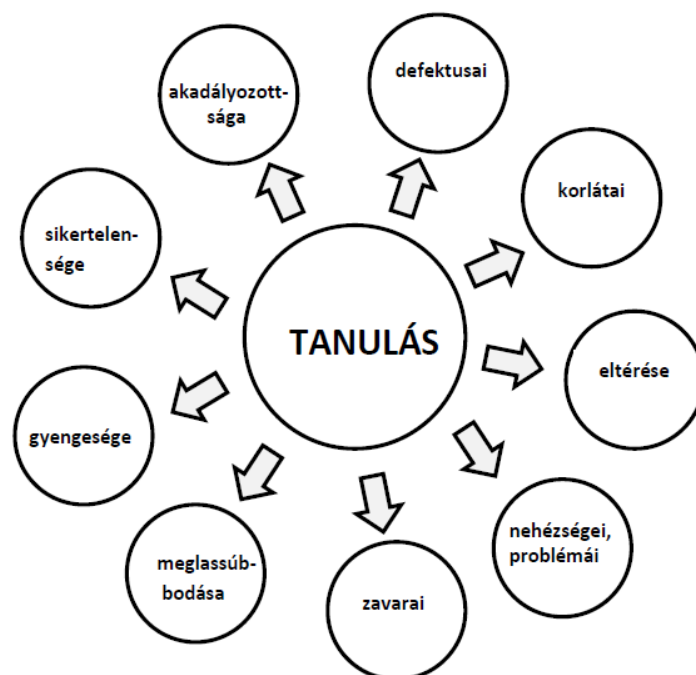 defektusai
akadályozott-
sága
korlátai
sikertelen-
sége
TANULÁS
eltérése
gyengesége
nehézségei,
problémái
meglassúb-
bodása
zavarai